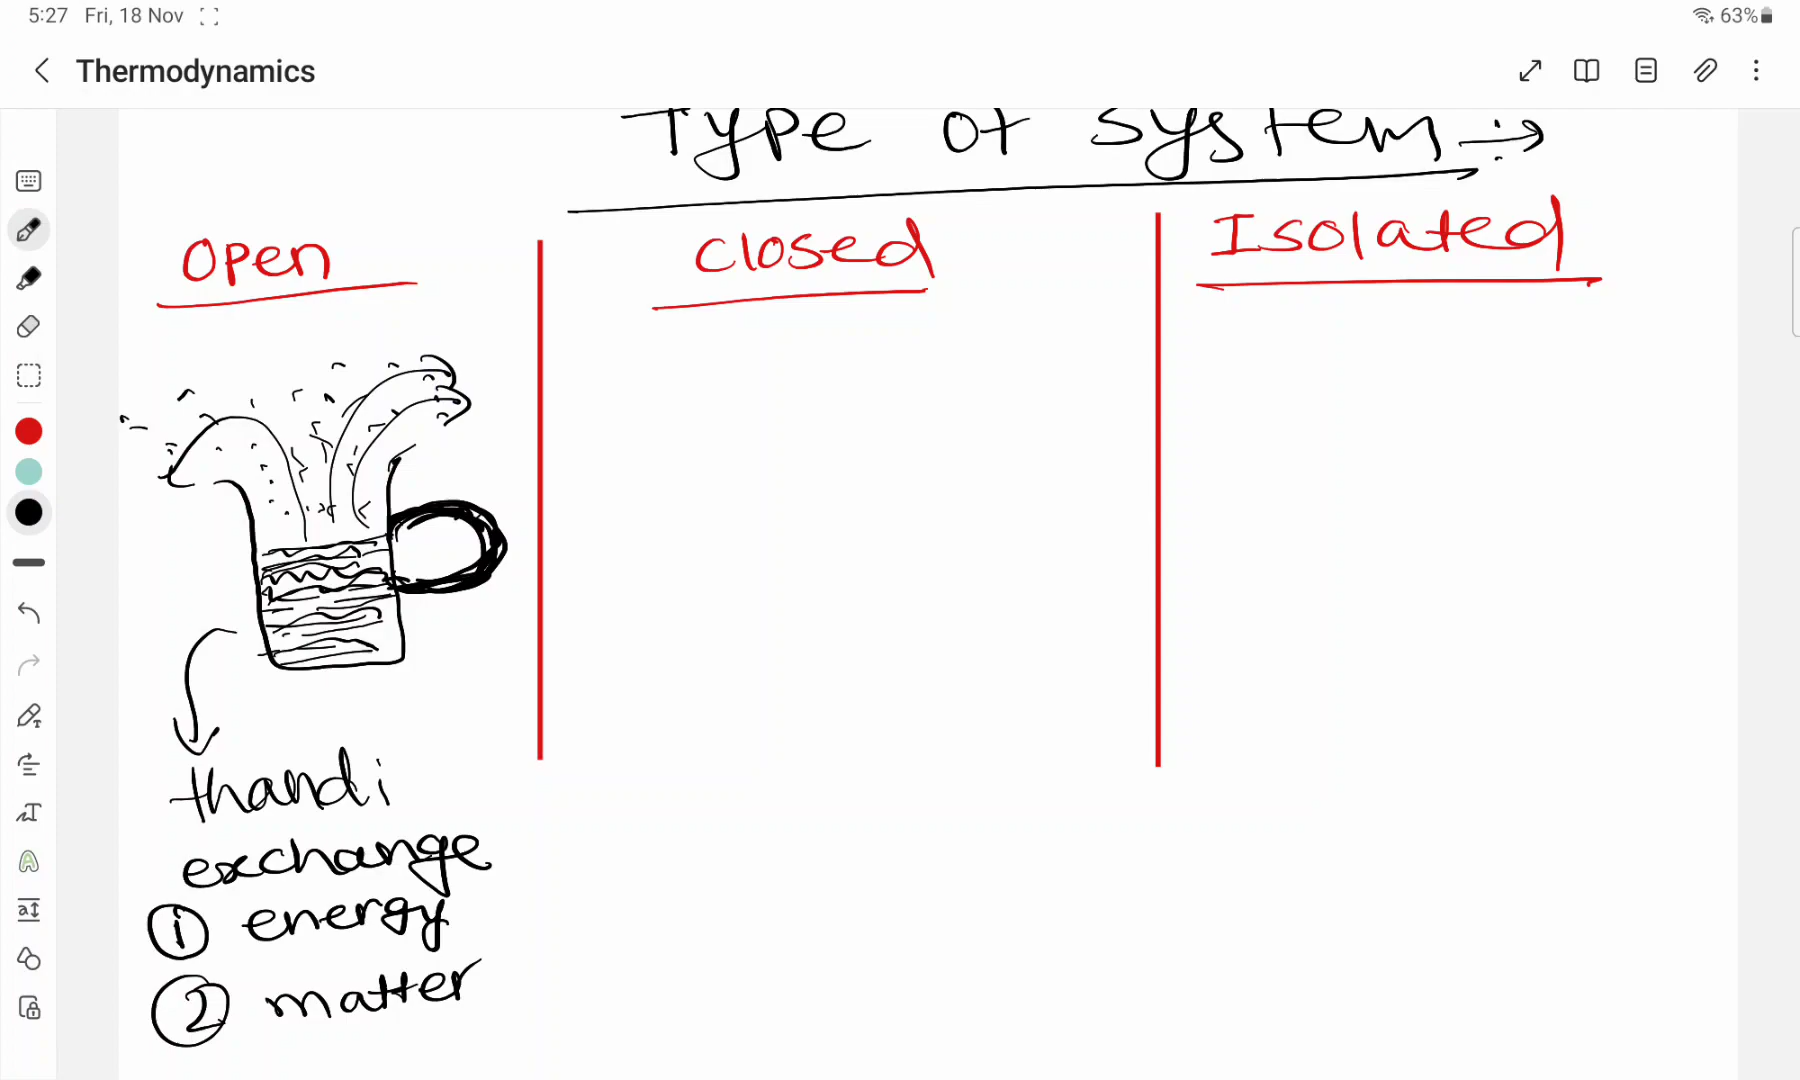 5:27 Fri, 18 Nov
63%
Thermodynamics
Type of system
Open
Closed
Isolated
thandi
exchange
① energy
② matter